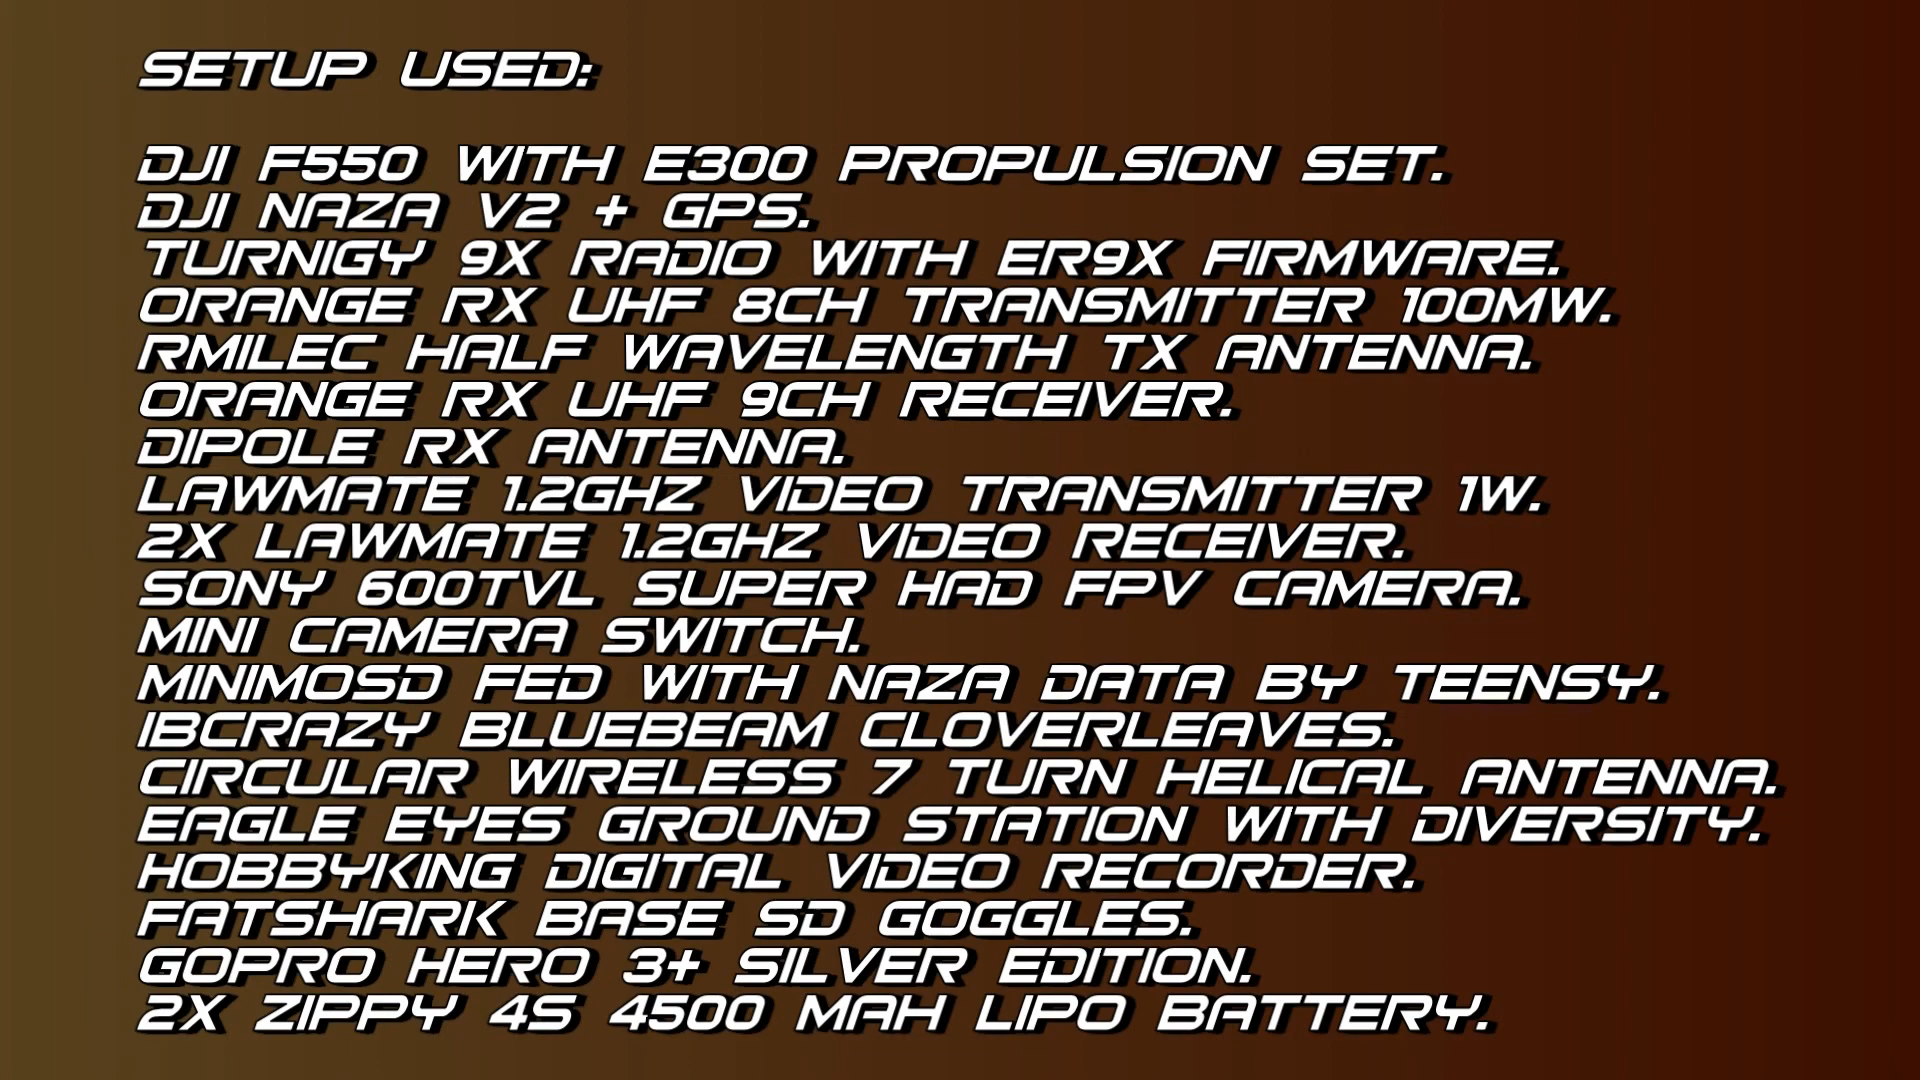 SETUP USED:
DJI F550 WITH E300 PROPULSION SET.
DJI NAZA V2 + GPS.
TURNIGY 9X RADIO WITH ER9X FIRMWARE.
ORANGE RX UHF 8CH TRANSMITTER 100MW.
RMILEC HALF WAVELENGTH TX ANTENNA.
ORANGE RX UHF 9CH RECEIVER.
DIPOLE RX ANTENNA.
LAWMATE 1.2GHZ VIDEO TRANSMITTER 1W.
2X LAWMATE 1.2GHZ VIDEO RECEIVER.
SONY 600TVL SUPER HAD FPV CAMERA.
MINI CAMERA SWITCH.
MINIMOSD FED WITH NAZA DATA BY TEENSY.
IBCRAZY BLUEBEAM CLOVERLEAVES.
CIRCULAR WIRELESS 7 TURN HELICAL ANTENNA.
EAGLE EYES GROUND STATION WITH DIVERSITY.
HOBBYKING DIGITAL VIDEO RECORDER.
FATSHARK BASE SD GOGGLES.
GOPRO HERO 3+ SILVER EDITION.
2X ZIPPY 4S 4500 MAH LIPO BATTERY.